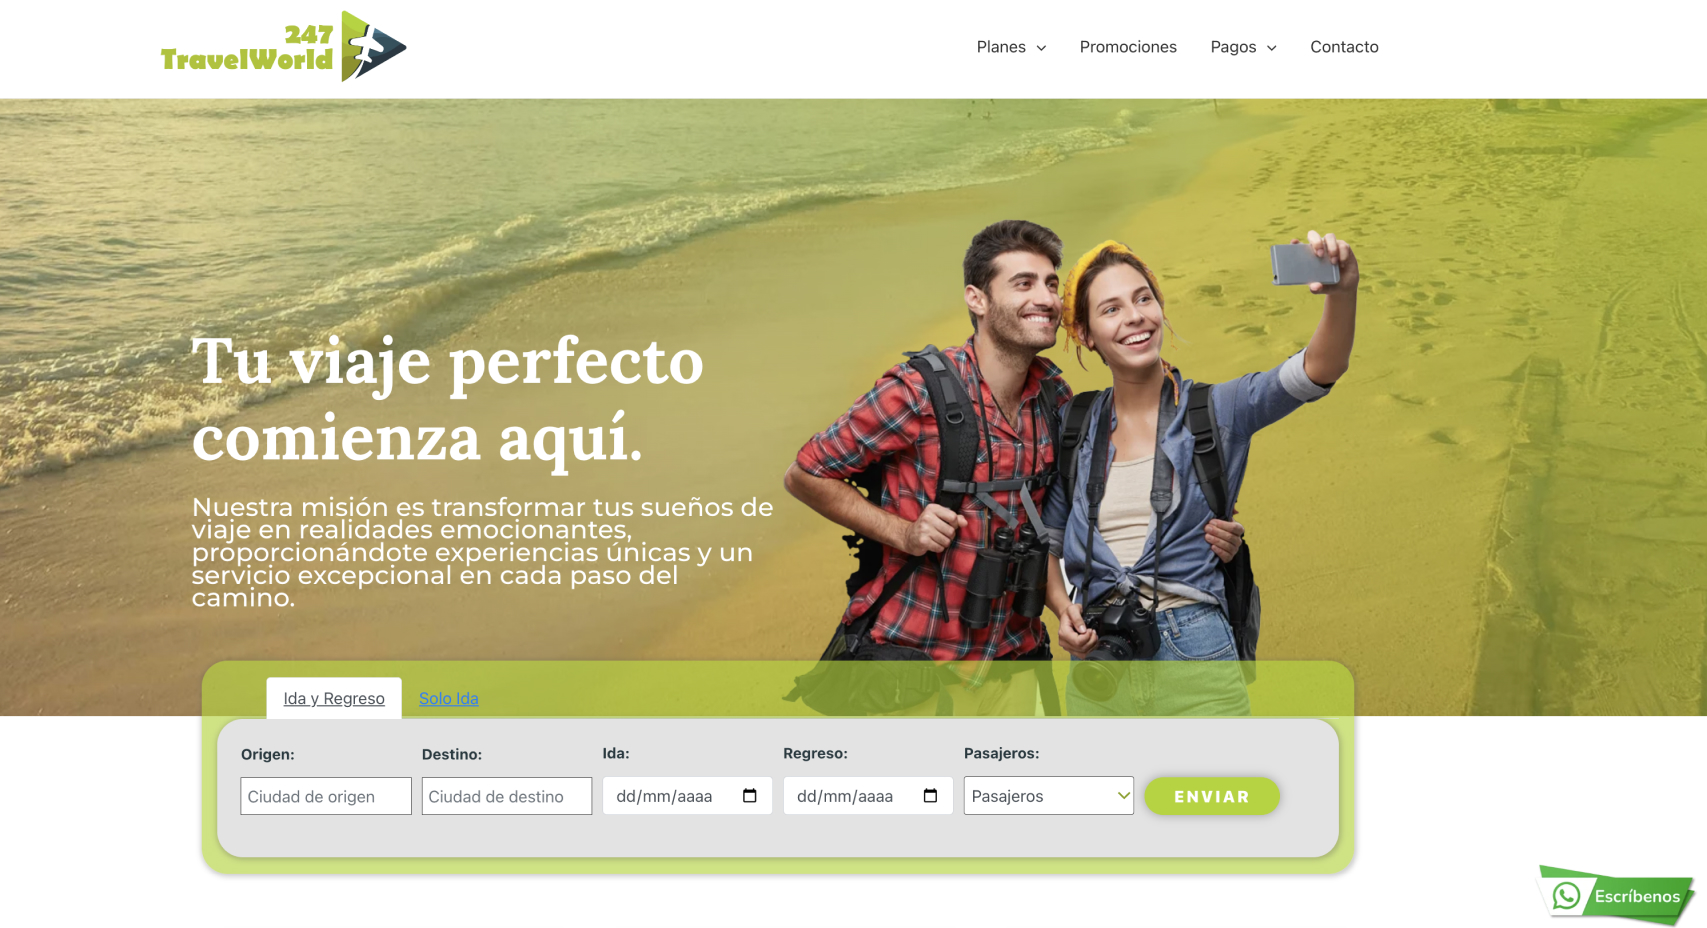 247
TravelWorld
Planes
Promociones
Pagos
Contacto
Tu viaje perfecto
comienza aquí.
Nuestra misión es transformar tus sueños de
viaje en realidades emocionantes,
proporcionándote experiencias únicas y un
servicio excepcional en cada paso del
camino.
Ida y Regreso
Solo Ida
Origen:
Destino:
Ida:
Regreso:
Pasajeros:
Ciudad de origen
Ciudad de destino
dd/mm/aaaa
dd/mm/aaaa
Pasajeros
ENVIAR
Escríbenos